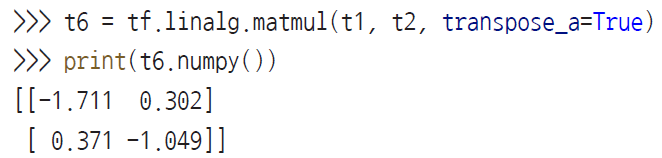 >>> t6 = tf.linalg.matmul(t1, t2, transpose_a=True)
>>> print(t6.numpy())
[[-1.711  0.302]
 [ 0.371 -1.049]]